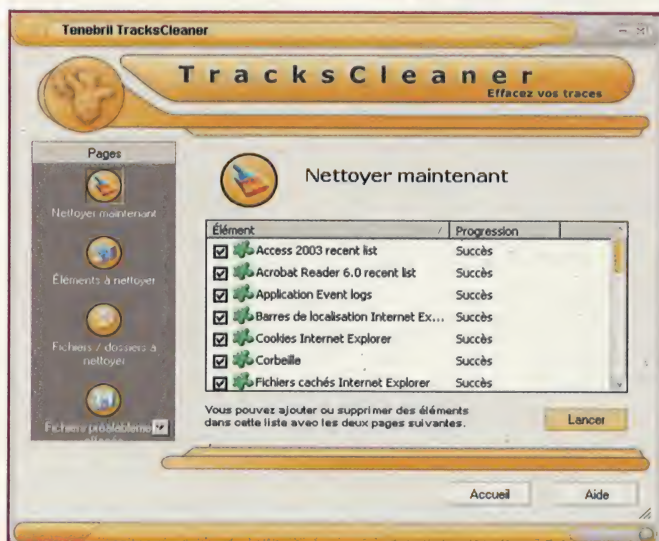 Tenebril TracksCleaner
TracksCleaner
Effacez vos traces
Pages
Nettoyer maintenant
Éléments à nettoyer
Fichiers / dossiers à
nettoyer
Fichiers préalableme
Nettoyer maintenant
Élément Progression
Access 2003 recent list Succès
Acrobat Reader 6.0 recent list Succès
Application Event logs Succès
Barres de localisation Internet Ex... Succès
Cookies Internet Explorer Succès
Corbeille Succès
Fichiers cachés Internet Explorer Succès
Vous pouvez ajouter ou supprimer des éléments
dans cette liste avec les deux pages suivantes.
Lancer
Accueil Aide